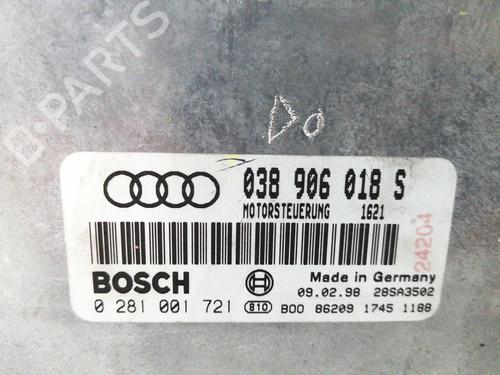 B PARTS
DO
038 906 018 S
MOTORSTEUERUNG 1621
24204
BOSCH
Made in Germany
09.02.98 28SA3502
0 281 001 721 810 B00 86209 1745 1188